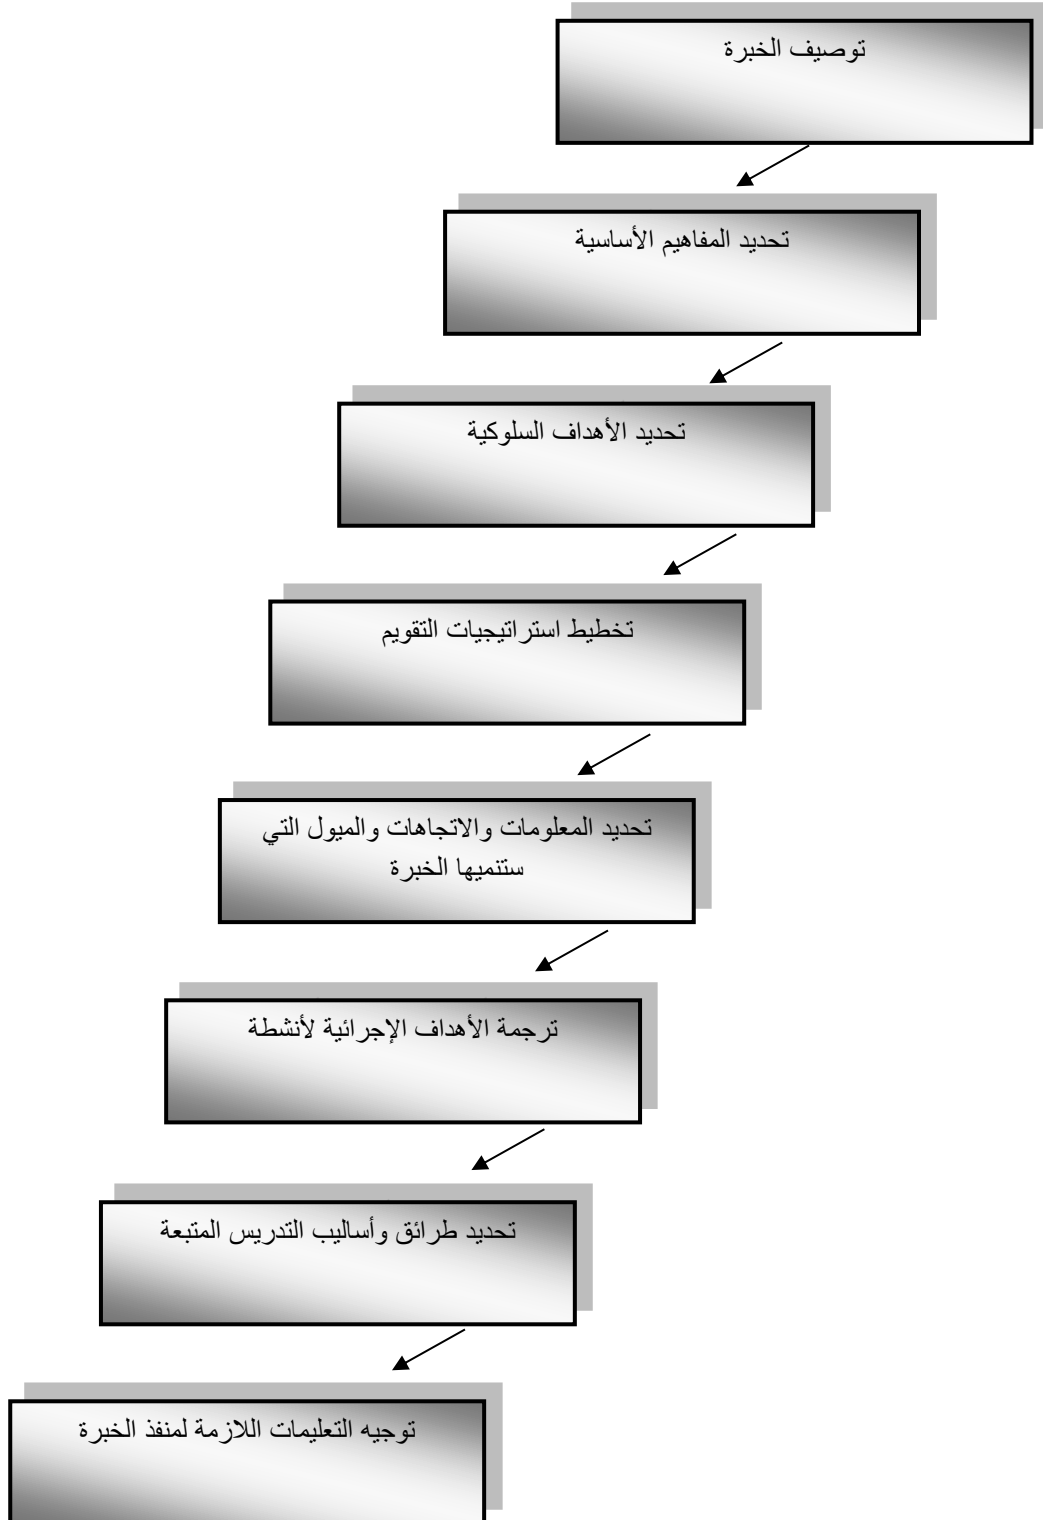 توصيف الخبرة
تحديد المفاهيم الأساسية
تحديد الأهداف السلوكية
تخطيط استراتيجيات التقويم
تحديد المعلومات والاتجاهات والميول التي
ستنميها الخبرة
ترجمة الأهداف الإجرائية لأنشطة
تحديد طرائق وأساليب التدريس المتبعة
توجيه التعليمات اللازمة لمنفذ الخبرة